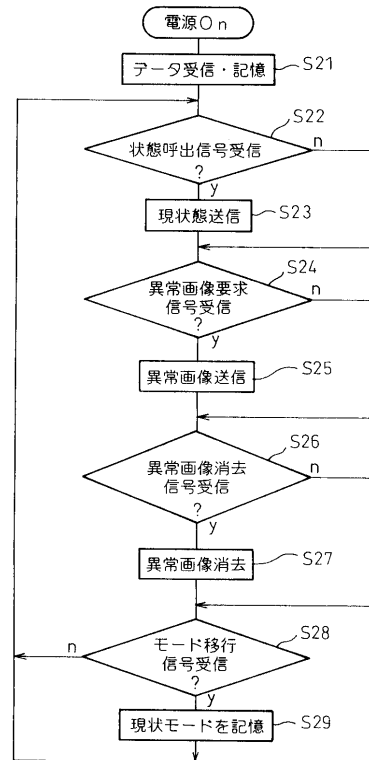 電源On
データ受信・記憶
S21
S22
状態呼出信号受信
?
n
y
現状態送信
S23
S24
異常画像要求
信号受信
?
n
y
異常画像送信
S25
S26
異常画像消去
信号受信
?
n
y
異常画像消去
S27
S28
モード移行
信号受信
?
n
y
現状モードを記憶
S29